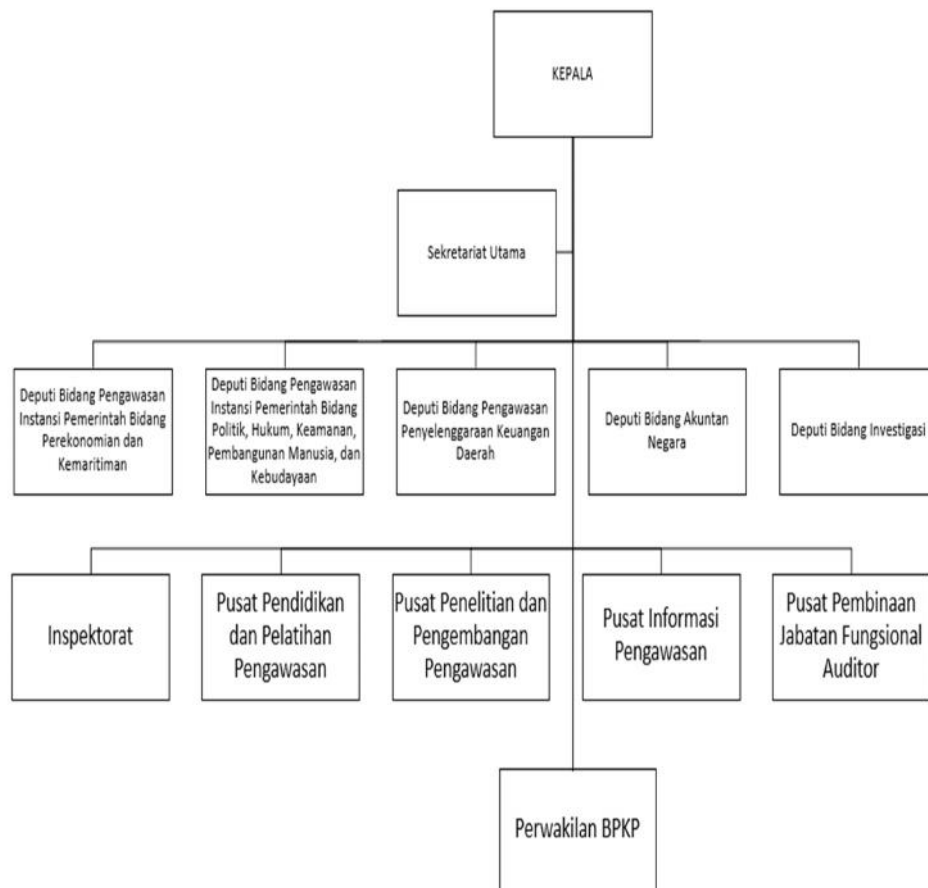 KEPALA
Sekretariat Utama
Deputi Bidang Pengawasan
Instansi Pemerintah Bidang
Perekonomian dan
Kemaritiman
Deputi Bidang Pengawasan
Instansi Pemerintah Bidang
Politik, Hukum, Keamanan,
Pembangunan Manusia, dan
Kebudayaan
Deputi Bidang Pengawasan
Penyelenggaraan Keuangan
Daerah
Deputi Bidang Akuntan
Negara
Deputi Bidang Investigasi
Inspektorat
Pusat Pendidikan
dan Pelatihan
Pengawasan
Pusat Penelitian dan
Pengembangan
Pengawasan
Pusat Informasi
Pengawasan
Pusat Pembinaan
Jabatan Fungsional
Auditor
Perwakilan BPKP